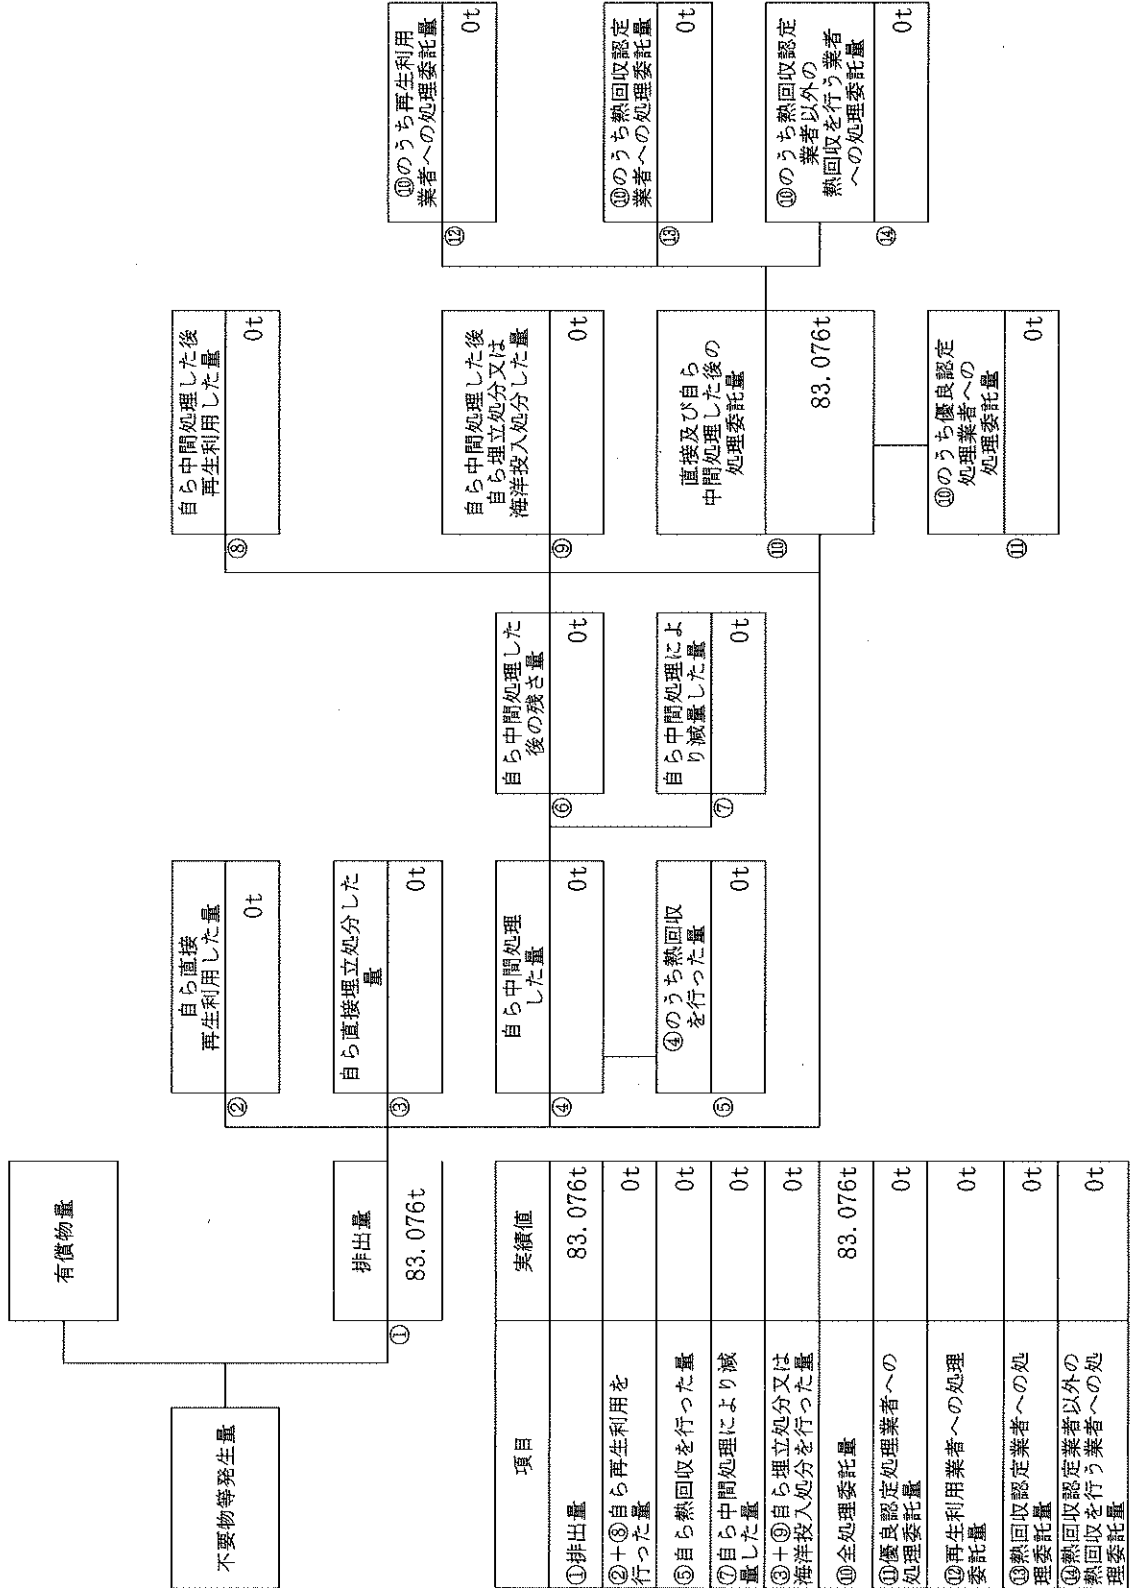 不要物等発生量
有償物量
排出量
①
83.076t
自ら直接
再生利用した量
②
0t
自ら直接埋立処分した
量
③
0t
自ら中間処理
した量
④
0t
④のうち熱回収
を行った量
⑤
0t
自ら中間処理した
後の残さ量
⑥
0t
自ら中間処理によ
り減量した量
⑦
0t
自ら中間処理した後
再生利用した量
⑧
0t
自ら中間処理した後
自ら埋立処分又は
海洋投入処分した量
⑨
0t
直接及び自ら
中間処理した後の
処理委託量
⑩
83.076t
⑩のうち優良認定
処理業者への
処理委託量
⑪
0t
⑩のうち再生利用
業者への処理委託量
⑫
0t
⑩のうち熱回収認定
業者への処理委託量
⑬
0t
⑩のうち熱回収認定
業者以外の
熱回収を行う業者
への処理委託量
⑭
0t
項目
実績値
①排出量
83.076t
②+⑧自ら再生利用を
行った量
0t
⑤自ら熱回収を行った量
0t
⑦自ら中間処理により減
量した量
0t
③+⑨自ら埋立処分又は
海洋投入処分を行った量
0t
⑩全処理委託量
83.076t
⑪優良認定処理業者への
処理委託量
0t
⑫再生利用業者への処理
委託量
0t
⑬熱回収認定業者への処
理委託量
0t
⑭熱回収認定業者以外の
熱回収を行う業者への処
理委託量
0t